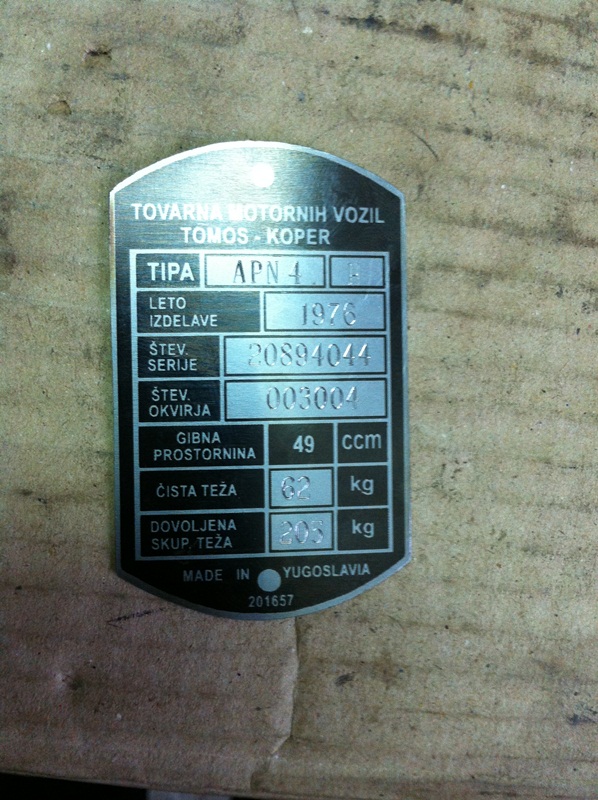 TOVARNA MOTORNIH VOZIL
TOMOS - KOPER
TIPA APN 4
LETO IZDELAVE 1976
ŠTEV. SERIJE 20894044
ŠTEV. OKVIRJA 003004
GIBNA PROSTORNINA 49 ccm
ČISTA TEŽA 62 kg
DOVOLJENA SKUP. TEŽA 205 kg
MADE IN YUGOSLAVIA
201657